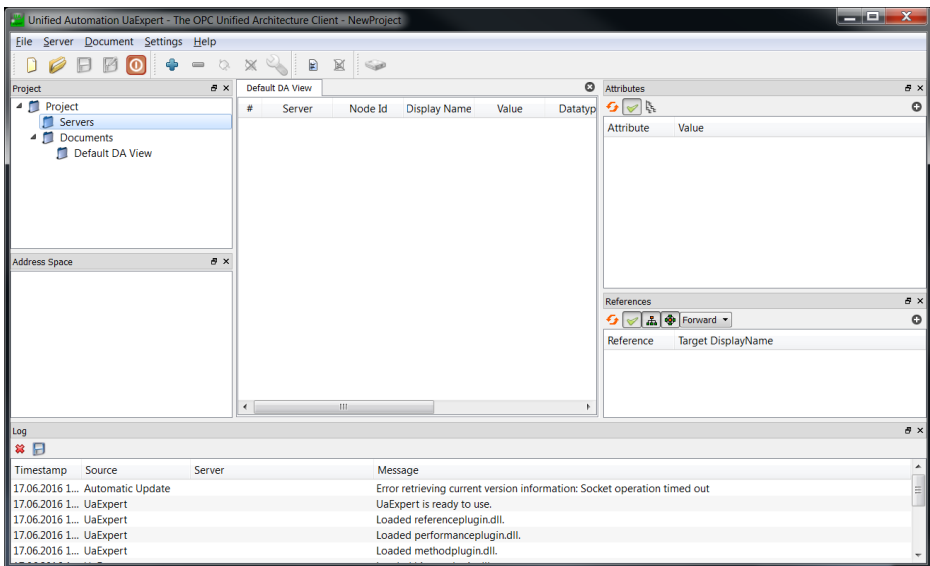 Unified Automation UaExpert - The OPC Unified Architecture Client - NewProject
File Server Document Settings Help
Project
Project
Servers
Documents
Default DA View
Address Space
Default DA View
# Server Node Id Display Name Value Datatyp
Attributes
Attribute Value
References
Forward
Reference Target DisplayName
Log
Timestamp Source Server Message
17.06.2016 1... Automatic Update Error retrieving current version information: Socket operation timed out
17.06.2016 1... UaExpert UaExpert is ready to use.
17.06.2016 1... UaExpert Loaded referenceplugin.dll.
17.06.2016 1... UaExpert Loaded performanceplugin.dll.
17.06.2016 1... UaExpert Loaded methodplugin.dll.